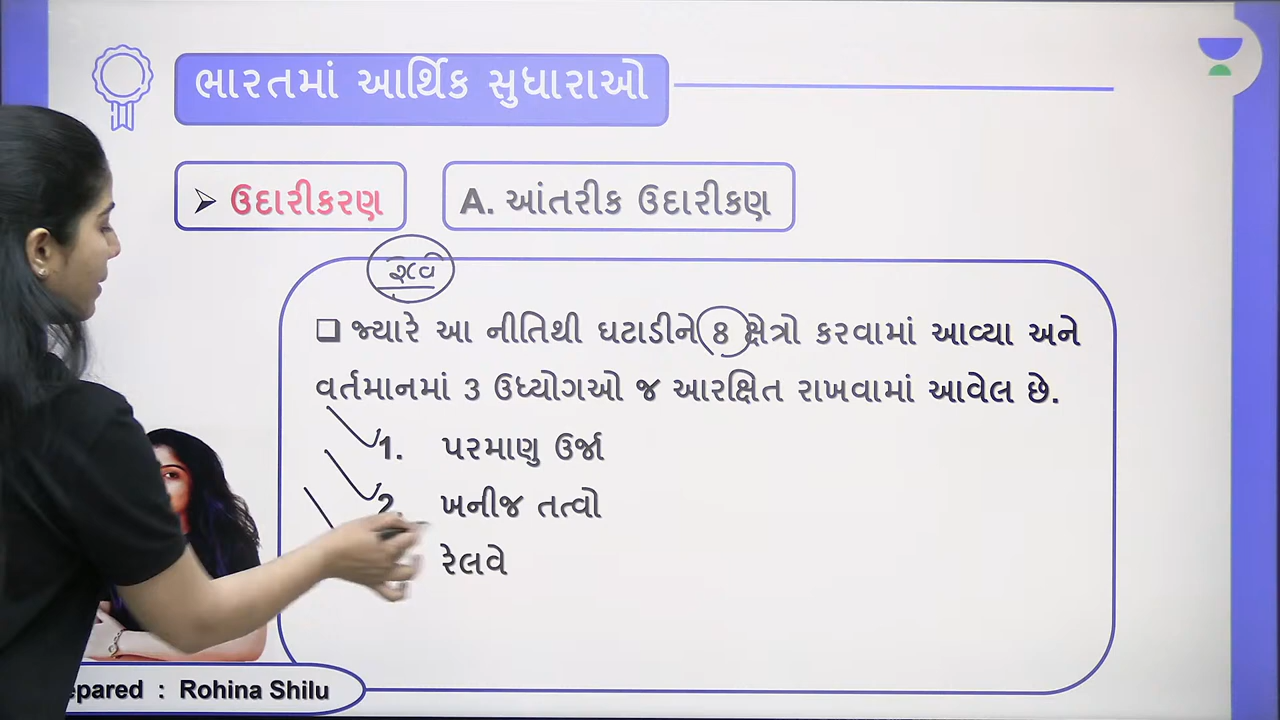 ભારતમાં આર્થિક સુધારાઓ
➢ ઉદારીકરણ
A. આંતરીક ઉદારીકણ
❑ જ્યારે આ નીતિથી ઘટાડીને 8 ક્ષેત્રો કરવામાં આવ્યા અને
વર્તમાનમાં 3 ઉધ્યોગઓ જ આરક્ષિત રાખવામાં આવેલ છે.
1. પરમાણુ ઉર્જા
2. ખનીજ તત્વો
રેલવે
epared : Rohina Shilu